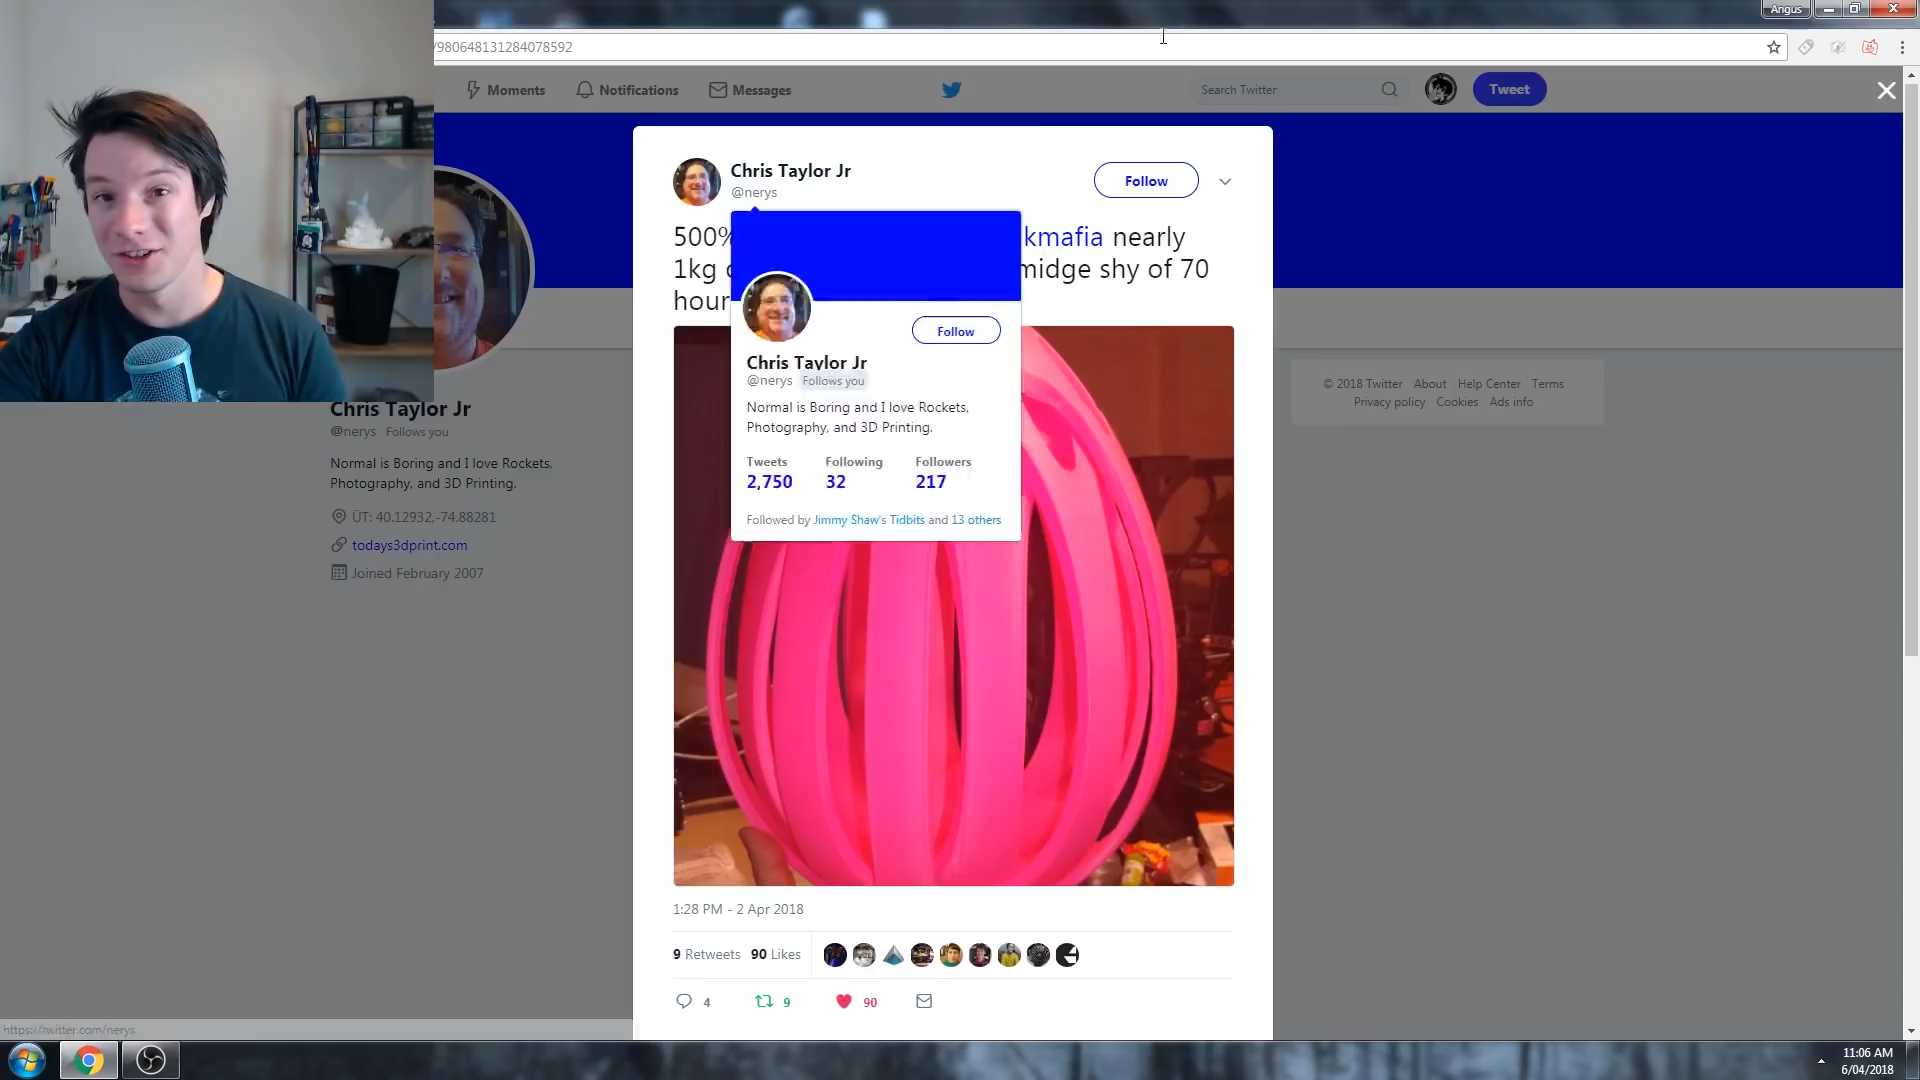 Angus
/980648131284078592
Moments
Notifications
Messages
Search Twitter
Tweet
Chris Taylor Jr
@nerys
Follow
500%
kmafia nearly
1kg
midge shy of 70
hour
Follow
Chris Taylor Jr
@nerys Follows you
Normal is Boring and I love Rockets,
Photography, and 3D Printing.
Tweets Following Followers
2,750 32 217
Followed by Jimmy Shaw's Tidbits and 13 others
Chris Taylor Jr
@nerys Follows you
Normal is Boring and I love Rockets,
Photography, and 3D Printing.
ÜT: 40.12932,-74.88281
todays3dprint.com
Joined February 2007
© 2018 Twitter About Help Center Terms
Privacy policy Cookies Ads info
1:28 PM - 2 Apr 2018
9 Retweets 90 Likes
4 9 90
https://twitter.com/nerys
11:06 AM
6/04/2018